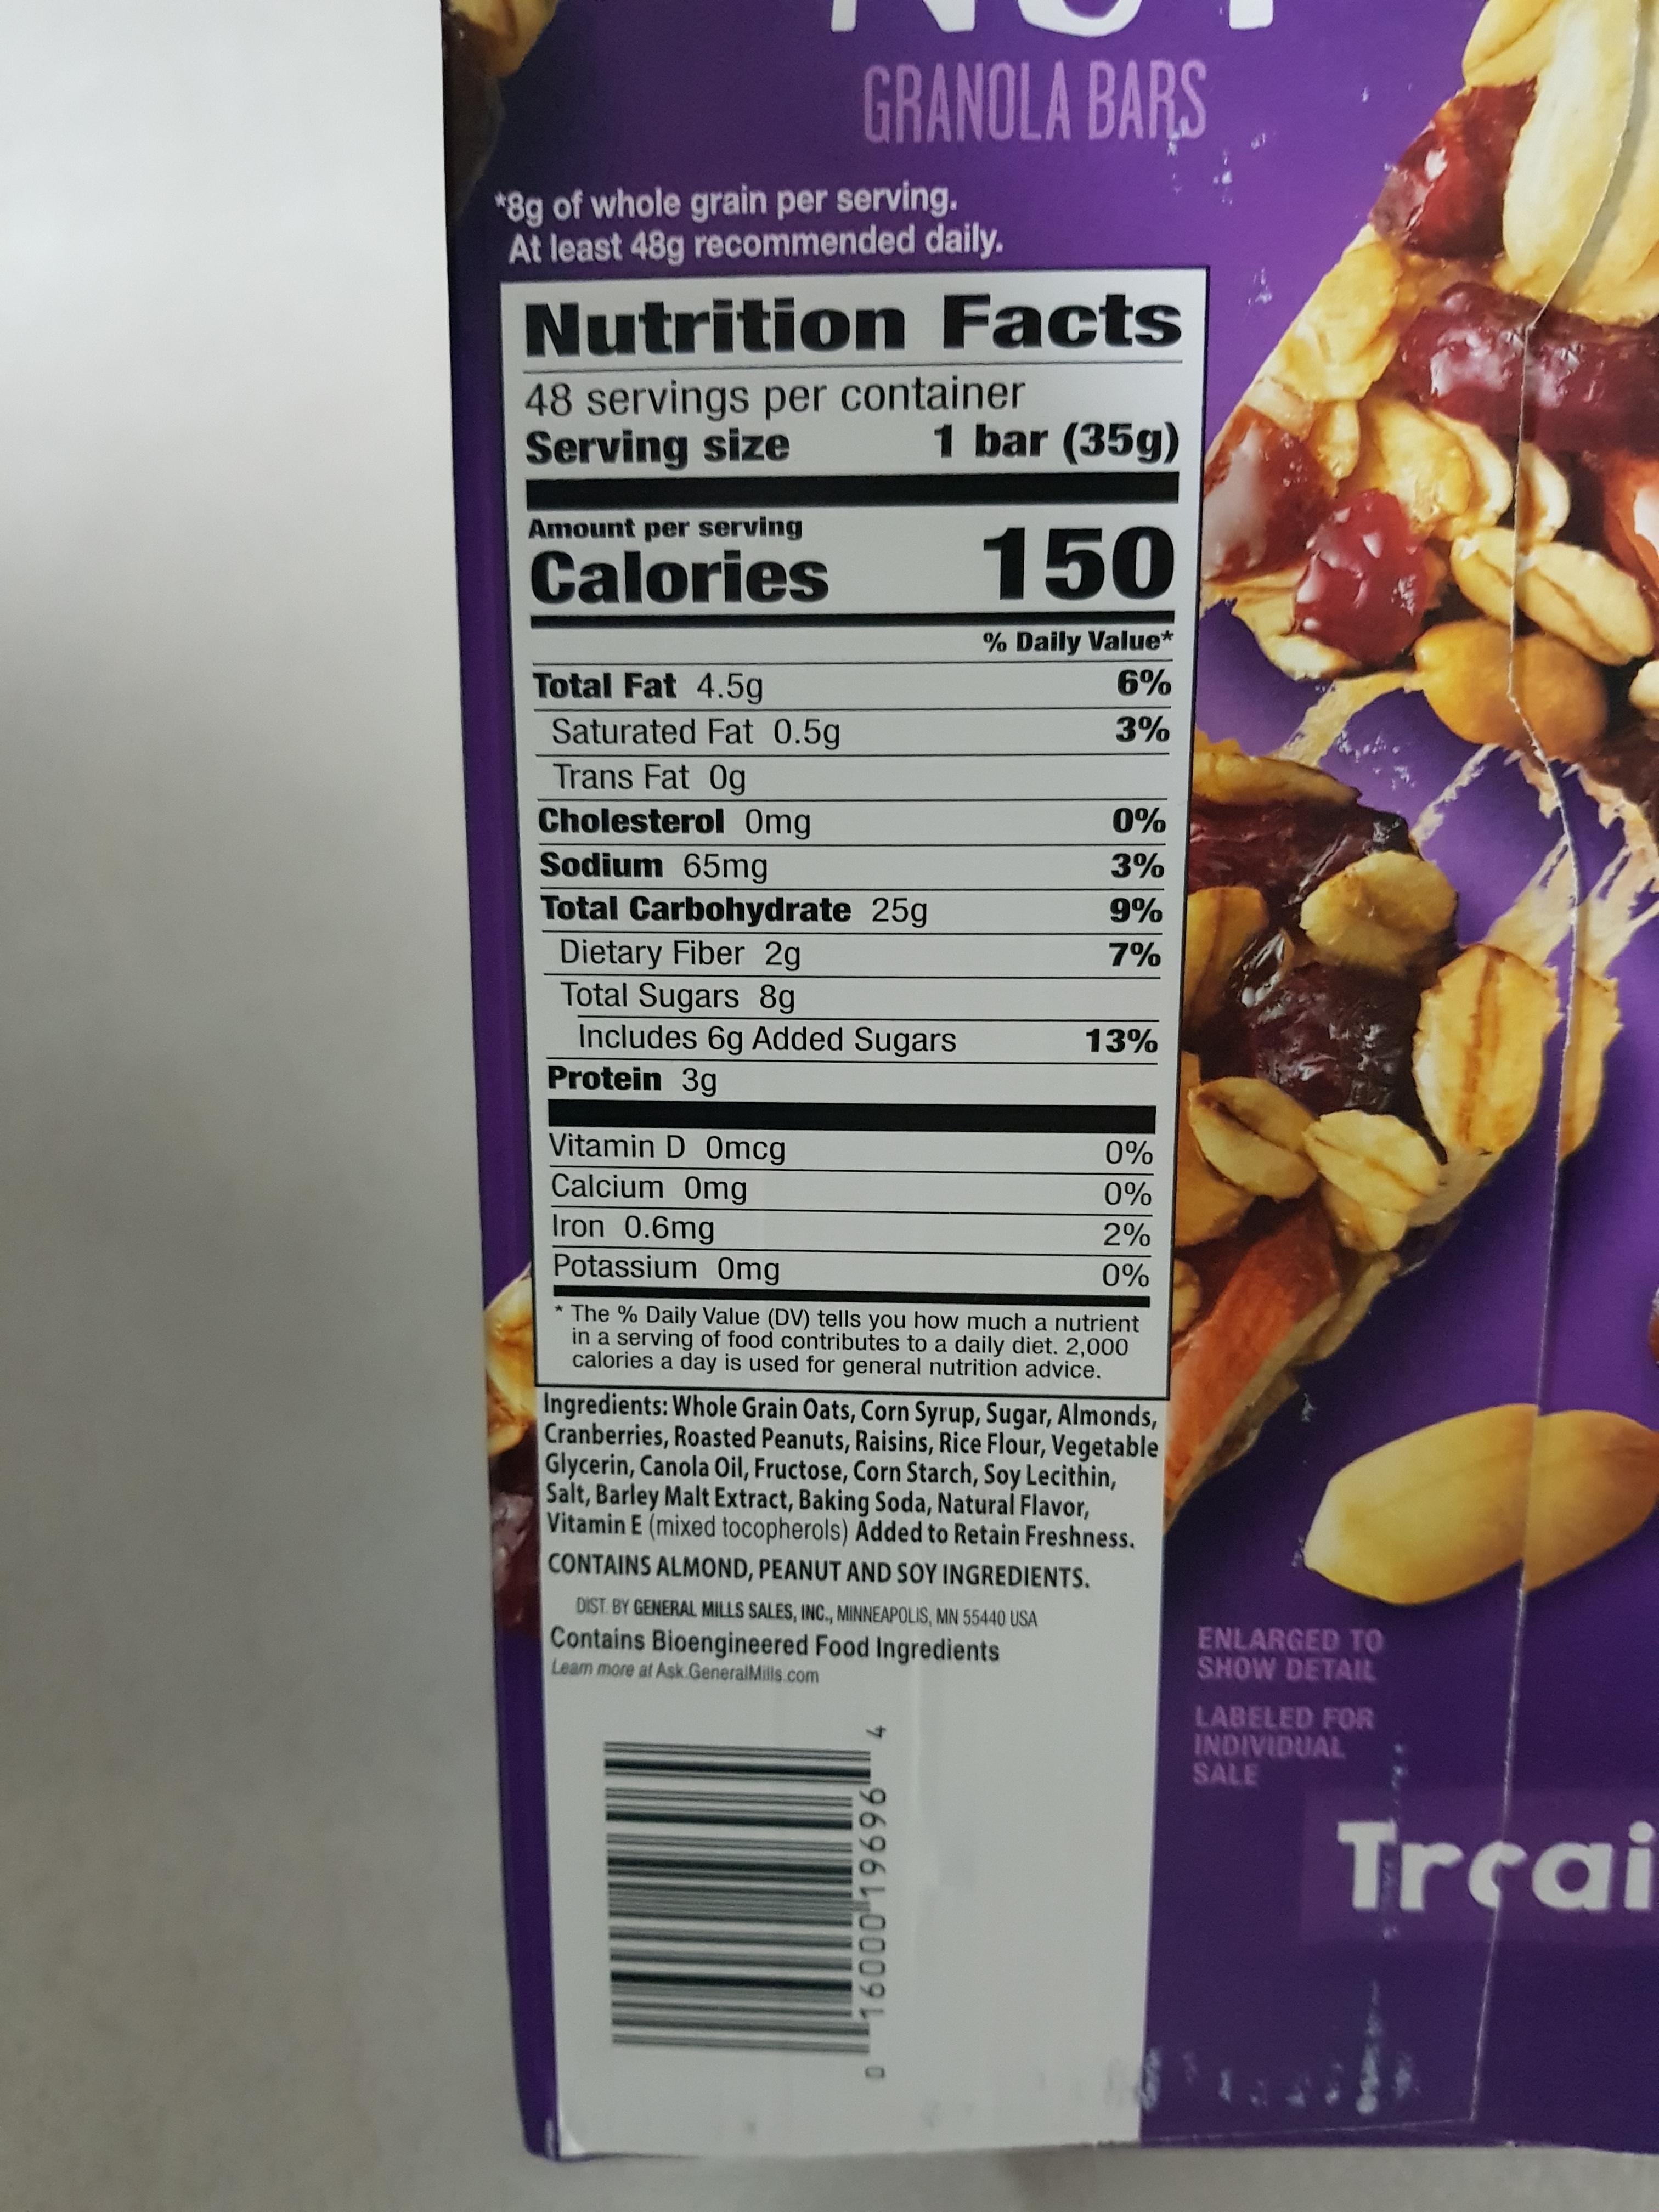 NUT
GRANOLA BARS
*8g of whole grain per serving.
At least 48g recommended daily.
Nutrition Facts
48 servings per container
Serving size 1 bar (35g)
Amount per serving
Calories 150
% Daily Value*
Total Fat 4.5g 6%
Saturated Fat 0.5g 3%
Trans Fat 0g
Cholesterol 0mg 0%
Sodium 65mg 3%
Total Carbohydrate 25g 9%
Dietary Fiber 2g 7%
Total Sugars 8g
Includes 6g Added Sugars 13%
Protein 3g
Vitamin D 0mcg 0%
Calcium 0mg 0%
Iron 0.6mg 2%
Potassium 0mg 0%
* The % Daily Value (DV) tells you how much a nutrient
in a serving of food contributes to a daily diet. 2,000
calories a day is used for general nutrition advice.
Ingredients: Whole Grain Oats, Corn Syrup, Sugar, Almonds,
Cranberries, Roasted Peanuts, Raisins, Rice Flour, Vegetable
Glycerin, Canola Oil, Fructose, Corn Starch, Soy Lecithin,
Salt, Barley Malt Extract, Baking Soda, Natural Flavor,
Vitamin E (mixed tocopherols) Added to Retain Freshness.
CONTAINS ALMOND, PEANUT AND SOY INGREDIENTS.
DIST. BY GENERAL MILLS SALES, INC., MINNEAPOLIS, MN 55440 USA
Contains Bioengineered Food Ingredients
Learn more at Ask.GeneralMills.com
0 16000 19696 4
ENLARGED TO
SHOW DETAIL
LABELED FOR
INDIVIDUAL
SALE